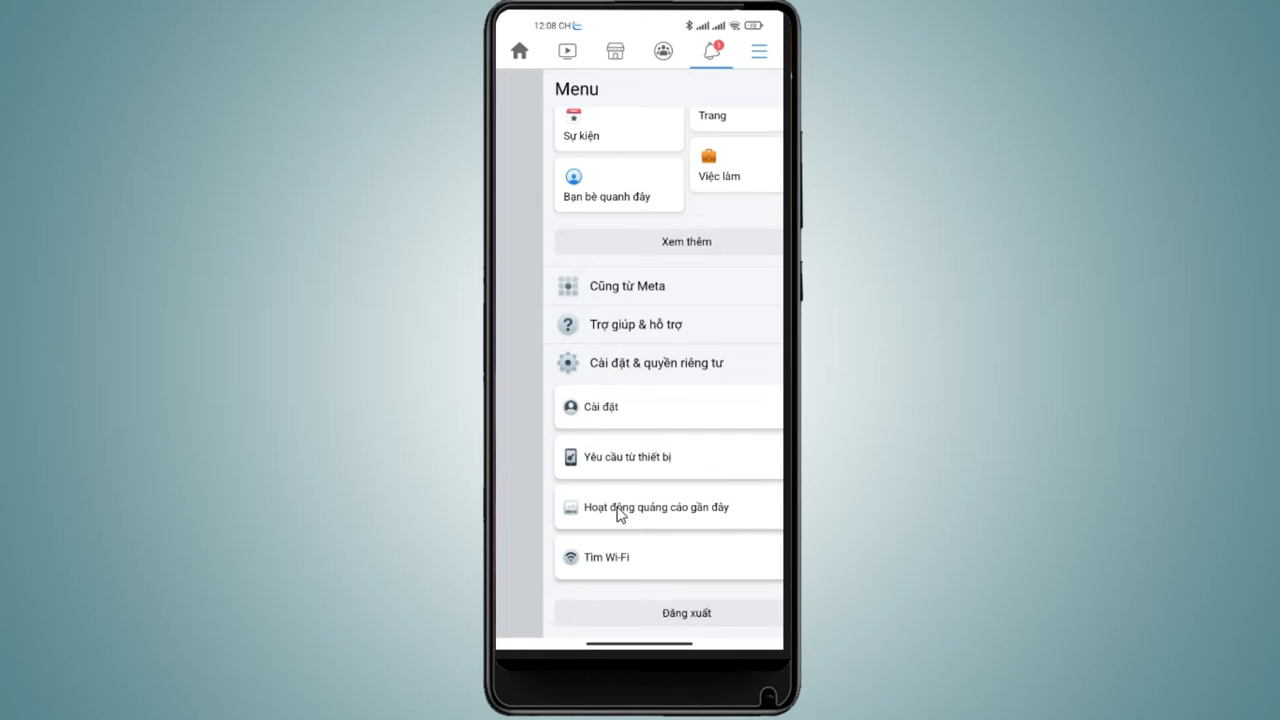 12:08 CH
1
Menu
Sự kiện
Trang
Việc làm
Bạn bè quanh đây
Xem thêm
Cũng từ Meta
Trợ giúp & hỗ trợ
Cài đặt & quyền riêng tư
Cài đặt
Yêu cầu từ thiết bị
Hoạt động quảng cáo gần đây
Tìm Wi-Fi
Đăng xuất